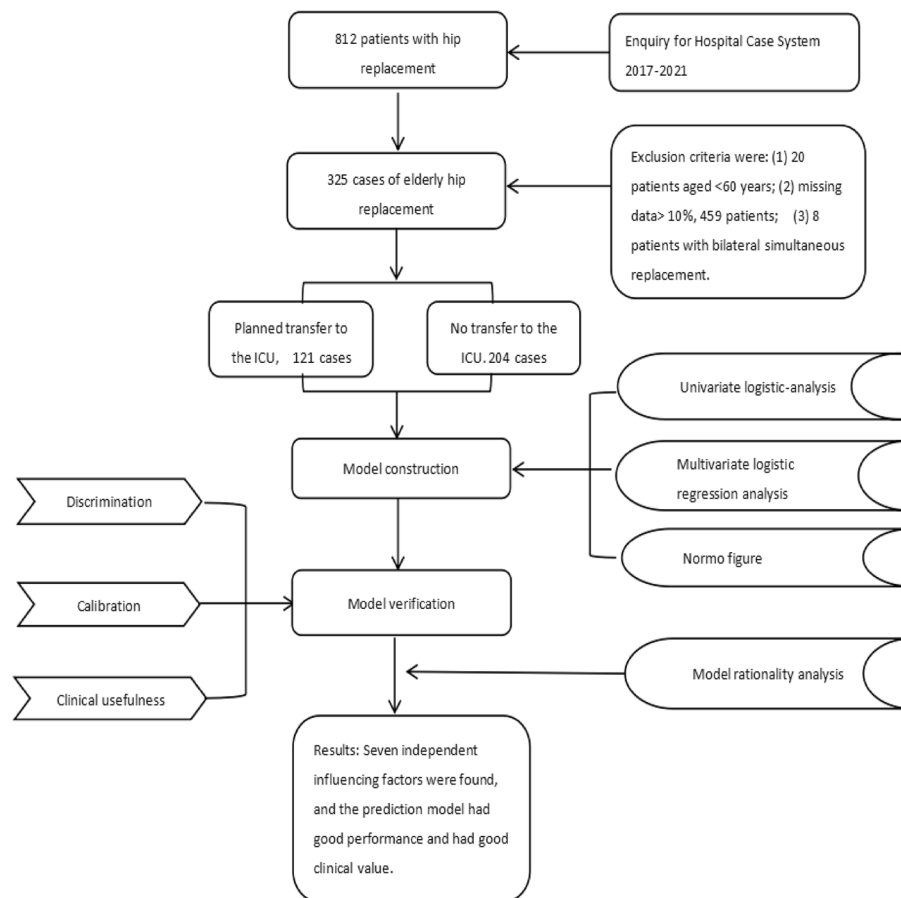 812 patients with hip
replacement
Enquiry for Hospital Case System
2017-2021
325 cases of elderly hip
replacement
Exclusion criteria were: (1) 20
patients aged <60 years; (2) missing
data> 10%, 459 patients; (3) 8
patients with bilateral simultaneous
replacement.
Planned transfer to
the ICU, 121 cases
No transfer to the
ICU. 204 cases
Univariate logistic-analysis
Model construction
Multivariate logistic
regression analysis
Normo figure
Discrimination
Calibration
Clinical usefulness
Model verification
Model rationality analysis
Results: Seven independent
influencing factors were found,
and the prediction model had
good performance and had good
clinical value.